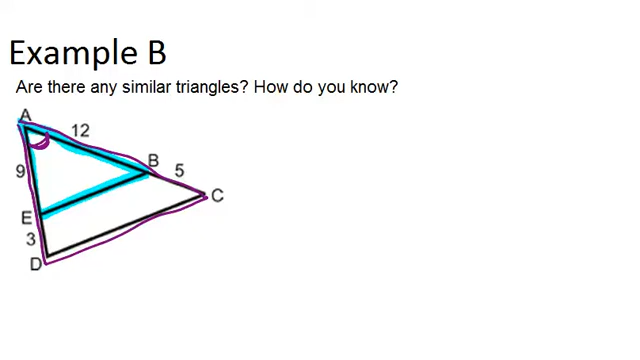 Example B
Are there any similar triangles? How do you know?
A
12
B
5
9
C
E
3
D